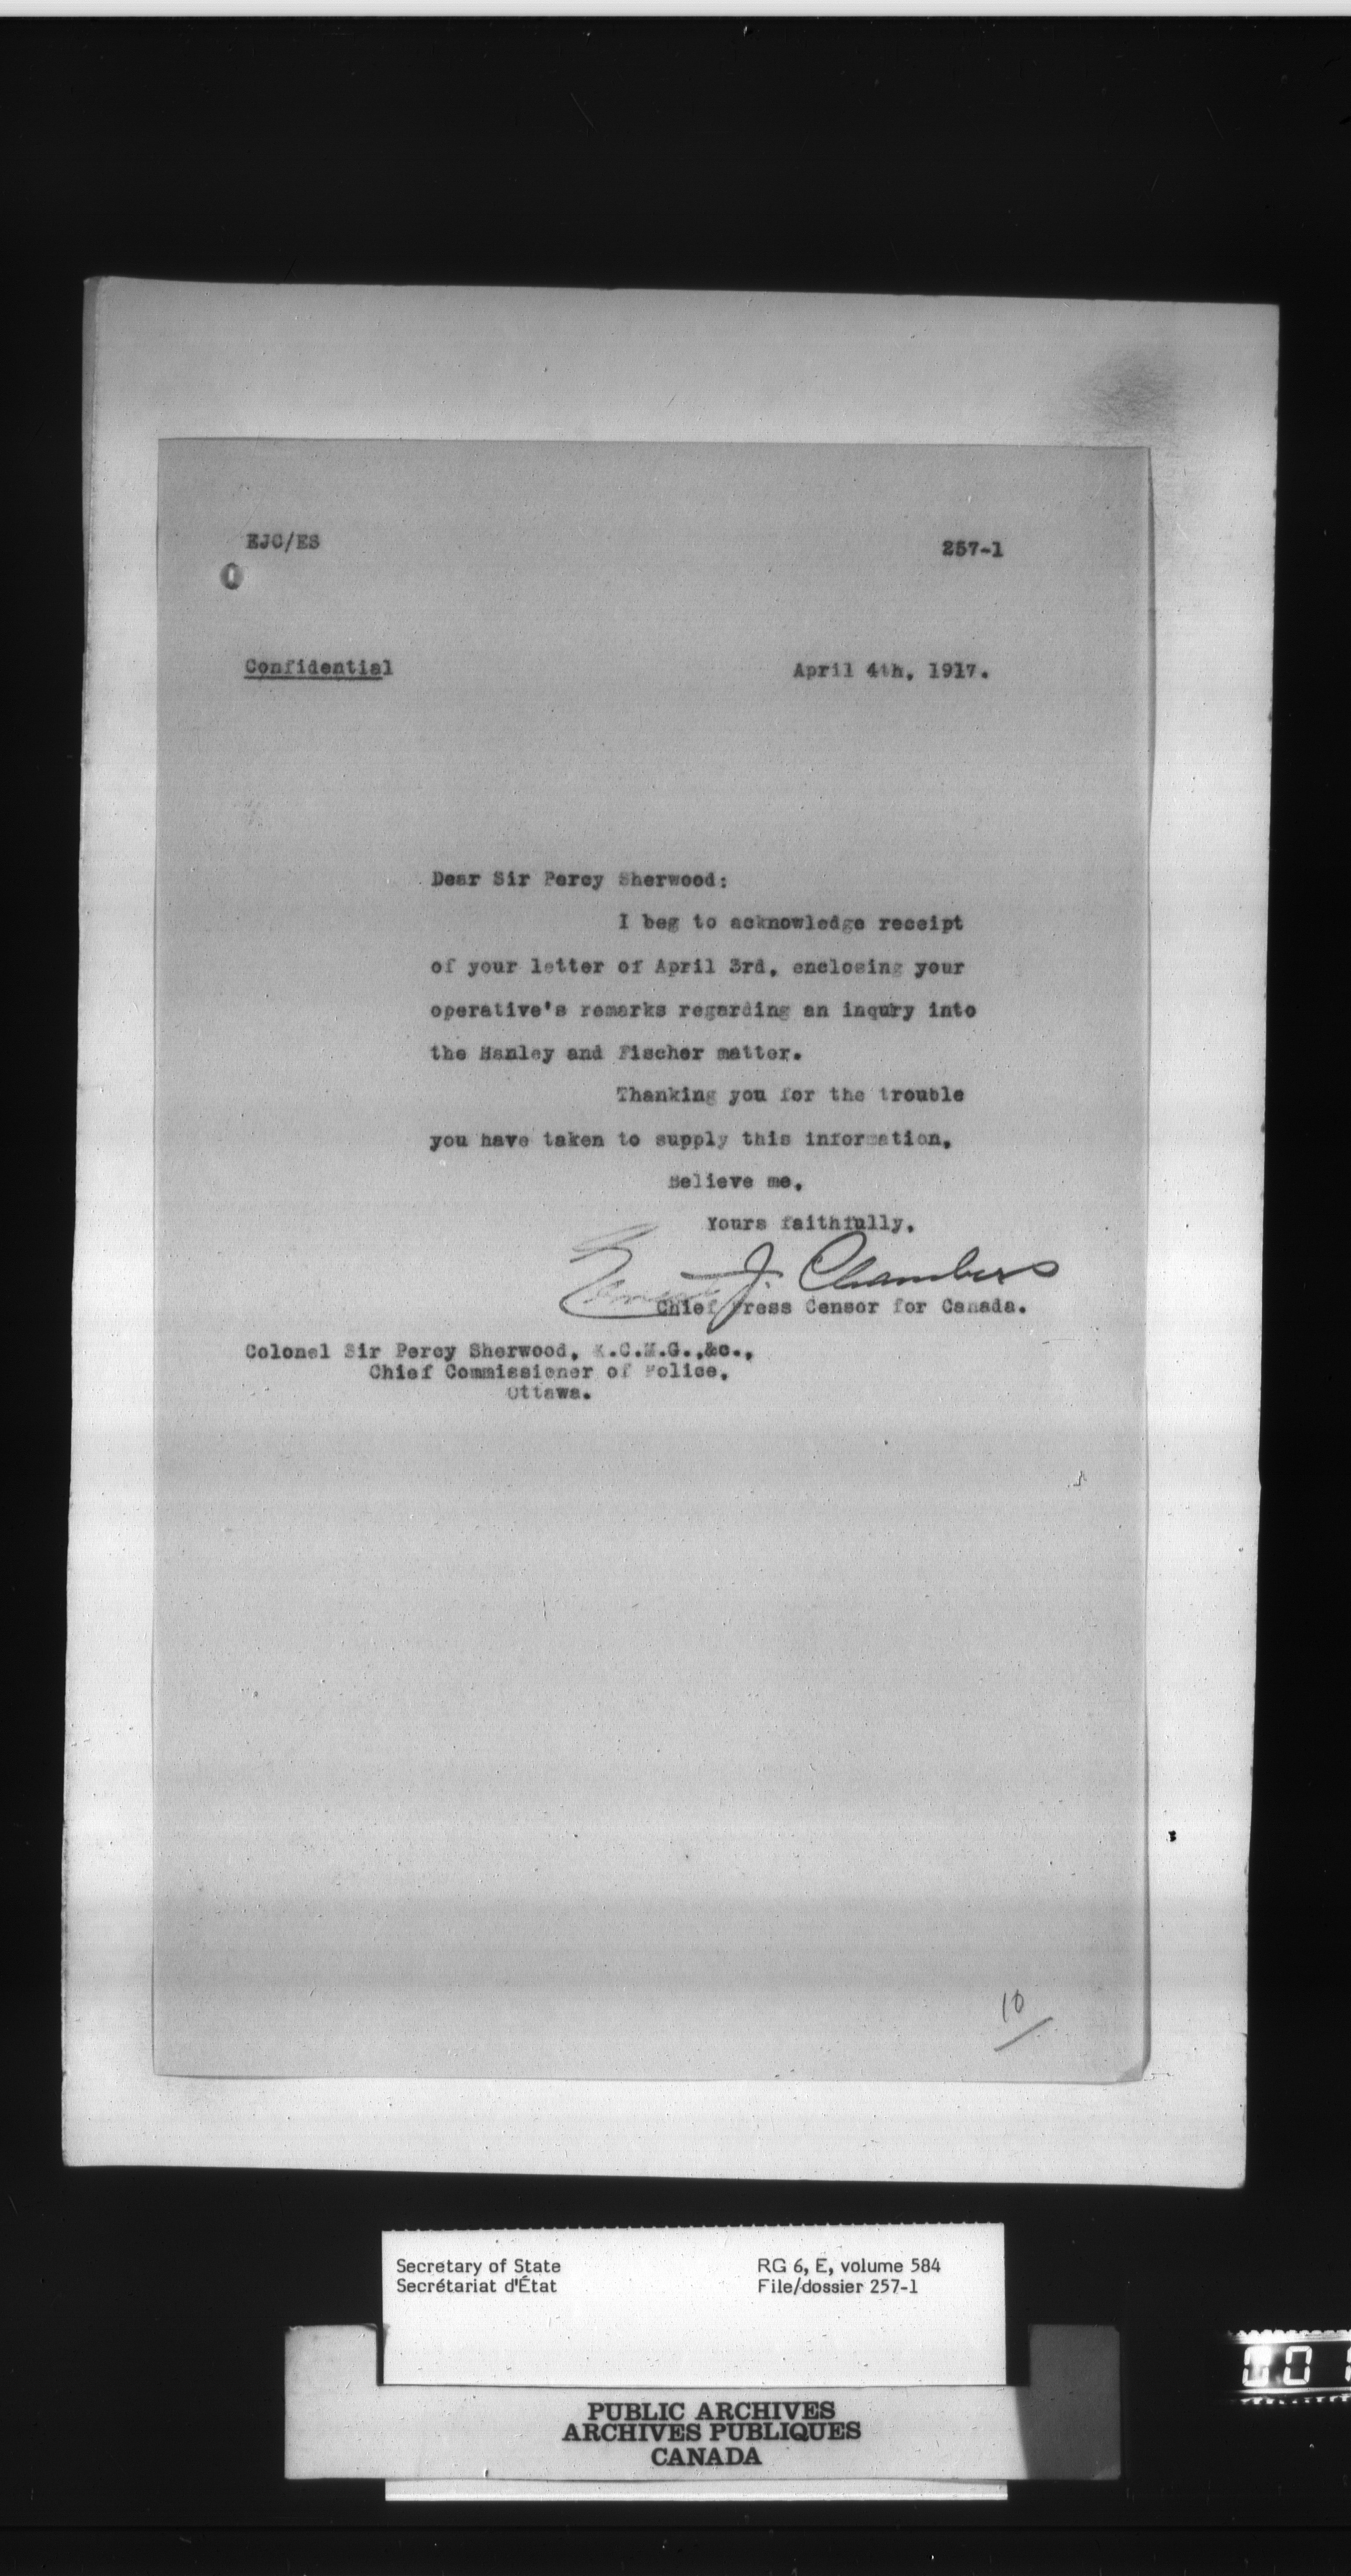 EJC/ES
257-1
Confidential
April 4th, 1917.
Dear Sir Percy Sherwood:
I beg to acknowledge receipt
of your letter of April 3rd, enclosing your
operative's remarks regarding an inqury into
the Hanley and Fischer matter.
Thanking you for the trouble
you have taken to supply this information,
Believe me,
Yours faithfully,
Ernest J. Chambers
Chief Press Censor for Canada.
Colonel Sir Percy Sherwood, K.C.M.G.,&c.,
Chief Commissioner of Police,
Ottawa.
10
Secretary of State
Secrétariat d'État
RG 6, E, volume 584
File/dossier 257-1
PUBLIC ARCHIVES
ARCHIVES PUBLIQUES
CANADA